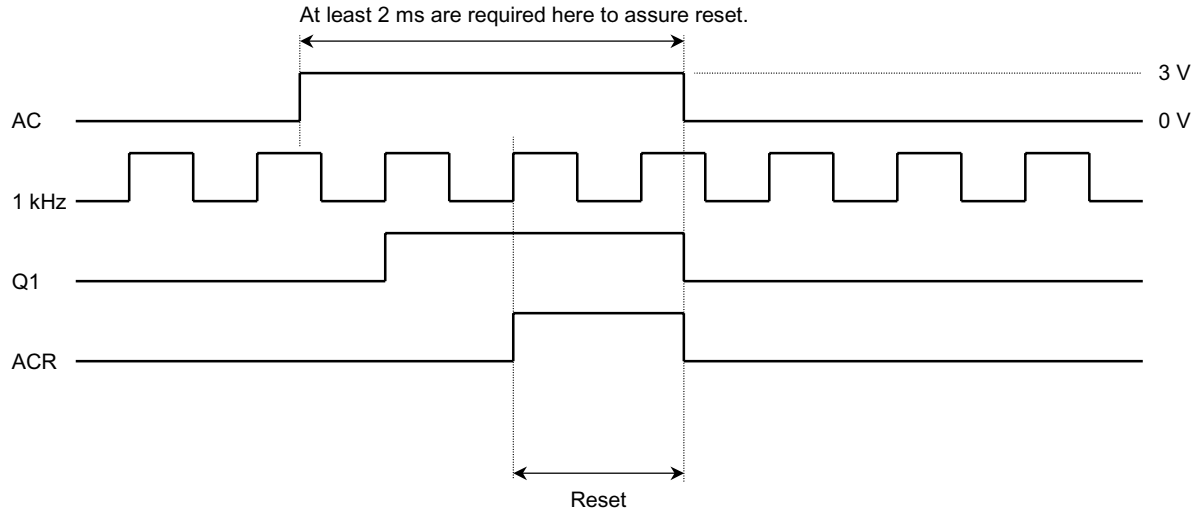 At least 2 ms are required here to assure reset.
3 V
AC
0 V
1 kHz
Q1
ACR
Reset